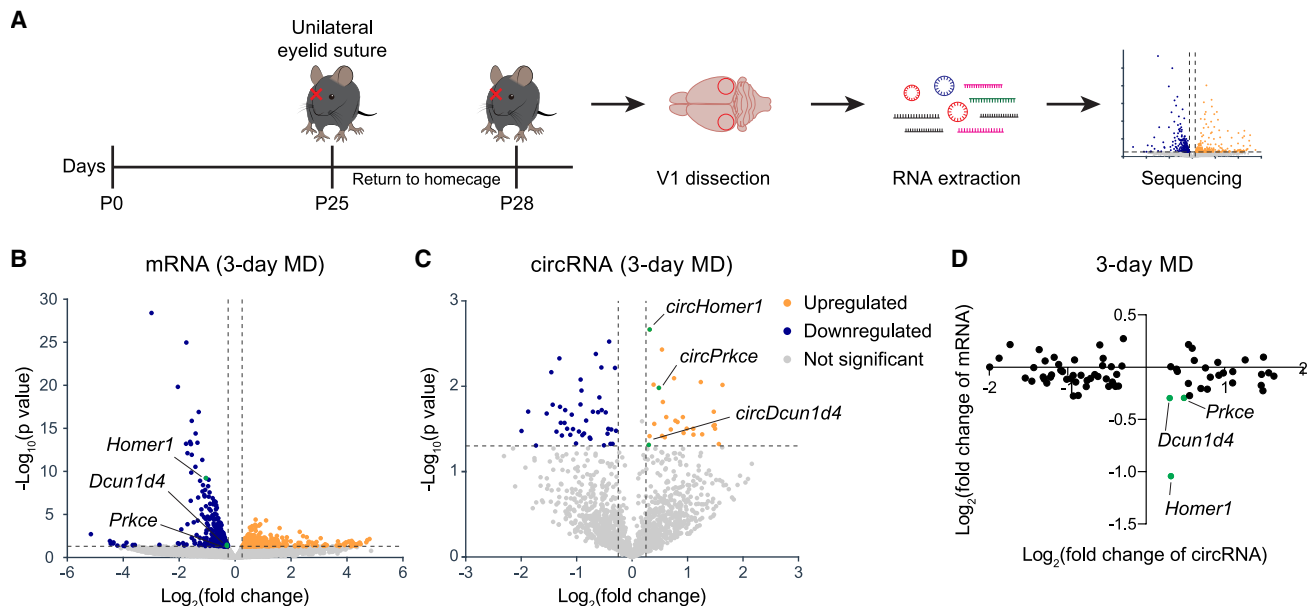 A
Unilateral
eyelid suture
Days
Return to homecage
P0
P25
P28
V1 dissection
RNA extraction
Sequencing
B
mRNA (3-day MD)
30
25
20
15
10
5
0
-Log10(p value)
Homer1
Dcun1d4
Prkce
-6
-4
-2
0
2
4
6
Log2(fold change)
C
circRNA (3-day MD)
3
2
1
0
-Log10(p value)
circHomer1
circPrkce
circDcun1d4
Upregulated
Downregulated
Not significant
-3
-2
-1
0
1
2
3
Log2(fold change)
D
3-day MD
0.5
0
-0.5
-1.0
-1.5
Log2(fold change of mRNA)
-2
-1
1
2
Prkce
Dcun1d4
Homer1
Log2(fold change of circRNA)